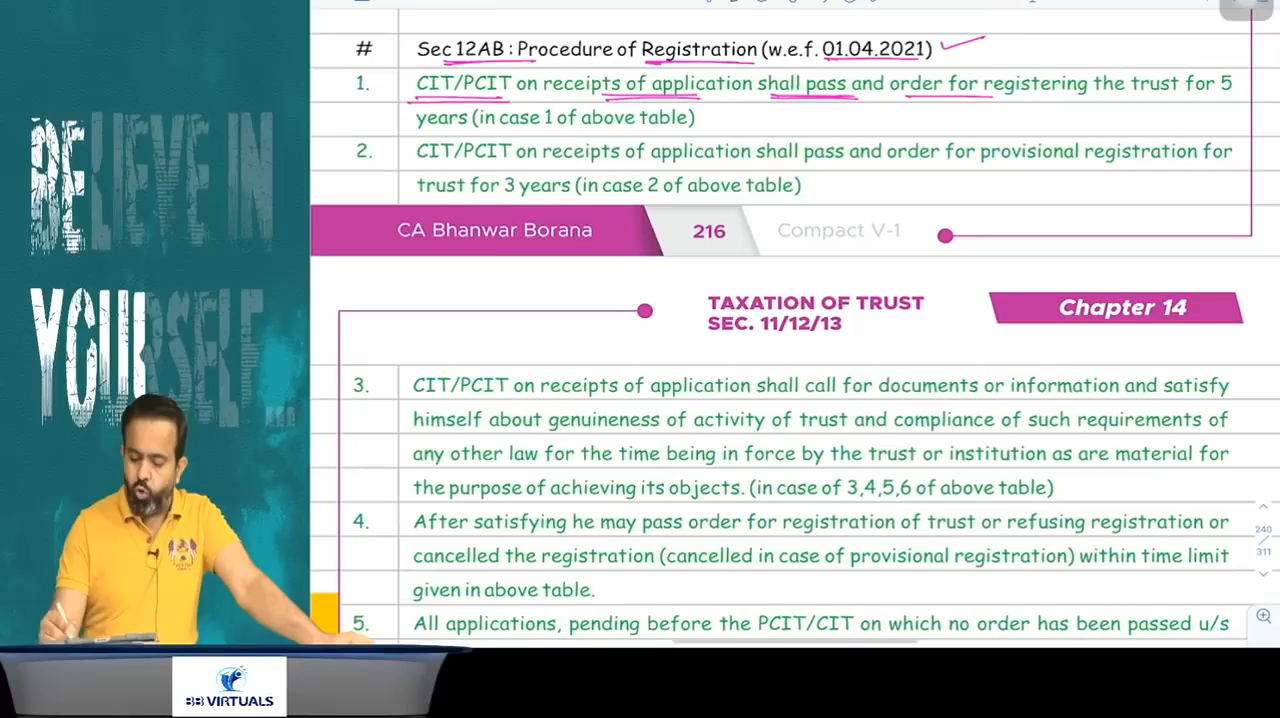 BELIEVE IN
YOURSELF...
# Sec 12AB : Procedure of Registration (w.e.f. 01.04.2021)
1. CIT/PCIT on receipts of application shall pass and order for registering the trust for 5
years (in case 1 of above table)
2. CIT/PCIT on receipts of application shall pass and order for provisional registration for
trust for 3 years (in case 2 of above table)
CA Bhanwar Borana 216 Compact V-1
TAXATION OF TRUST
SEC. 11/12/13
Chapter 14
3. CIT/PCIT on receipts of application shall call for documents or information and satisfy
himself about genuineness of activity of trust and compliance of such requirements of
any other law for the time being in force by the trust or institution as are material for
the purpose of achieving its objects. (in case of 3,4,5,6 of above table)
4. After satisfying he may pass order for registration of trust or refusing registration or
cancelled the registration (cancelled in case of provisional registration) within time limit
given in above table.
5. All applications, pending before the PCIT/CIT on which no order has been passed u/s
240
311
BB VIRTUALS